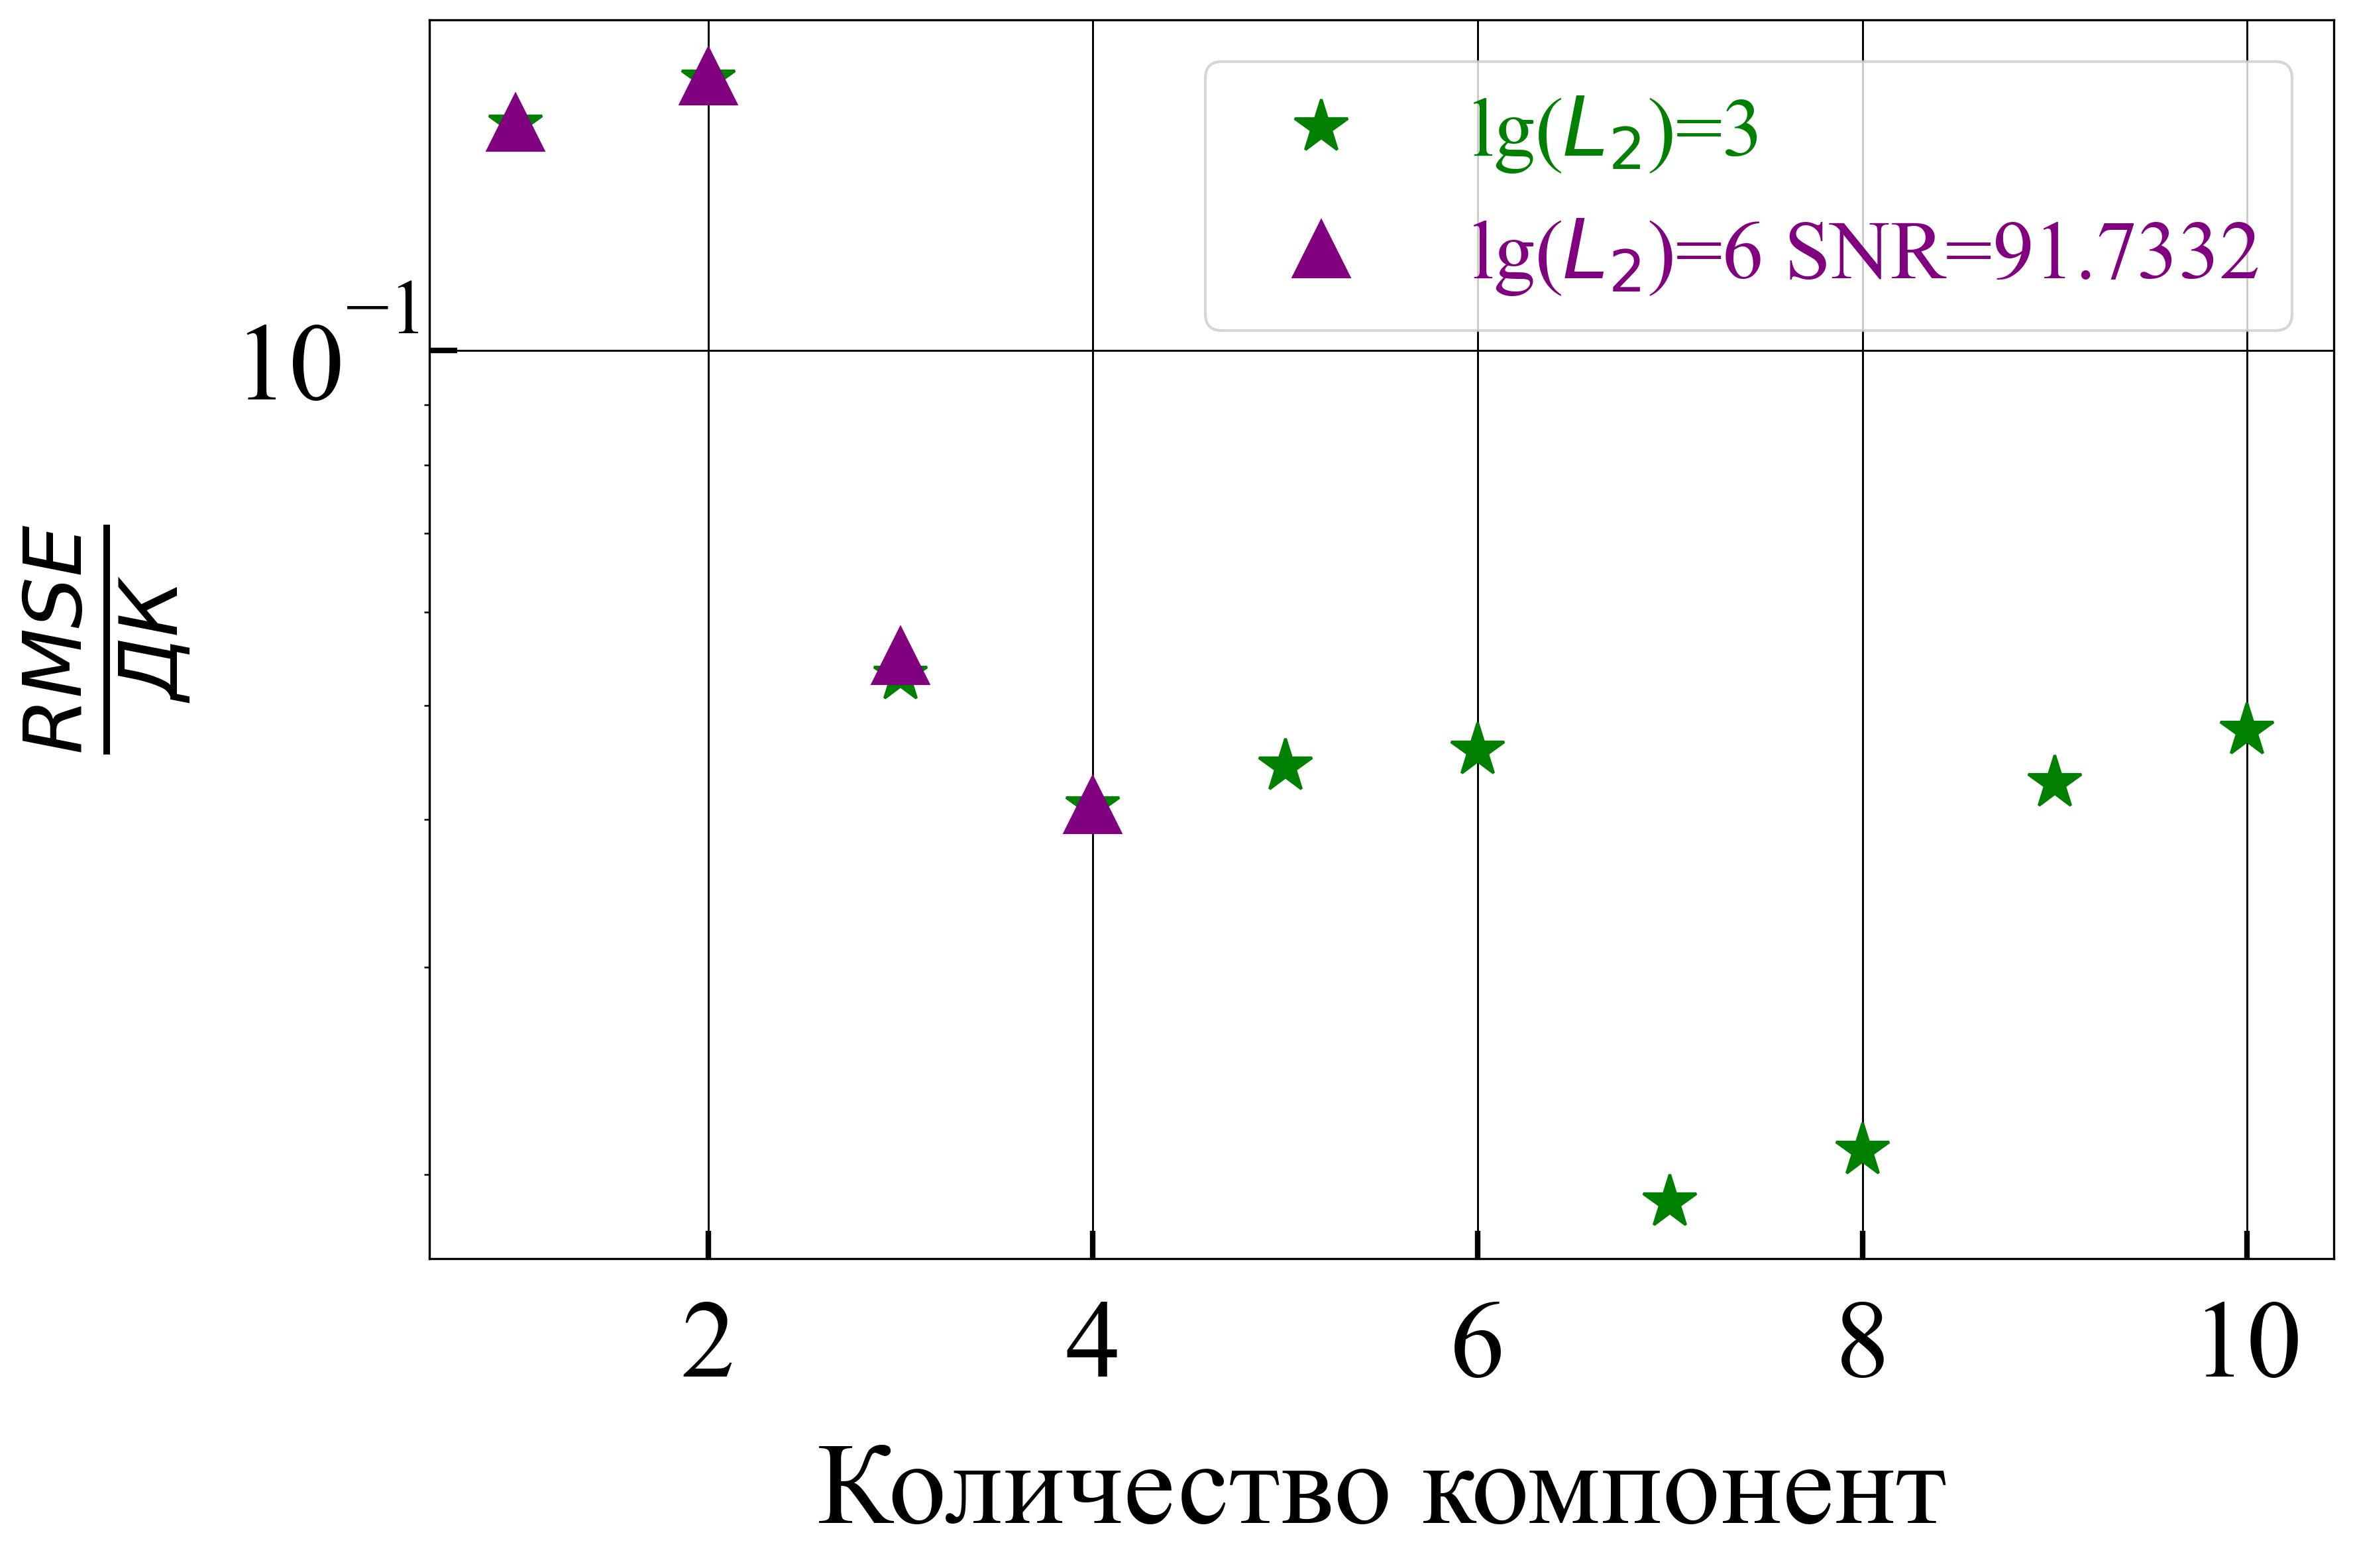 lg(L₂)=3
lg(L₂)=6 SNR=91.7332
10⁻¹
RMSE
ДК
2 4 6 8 10
Количество компонент